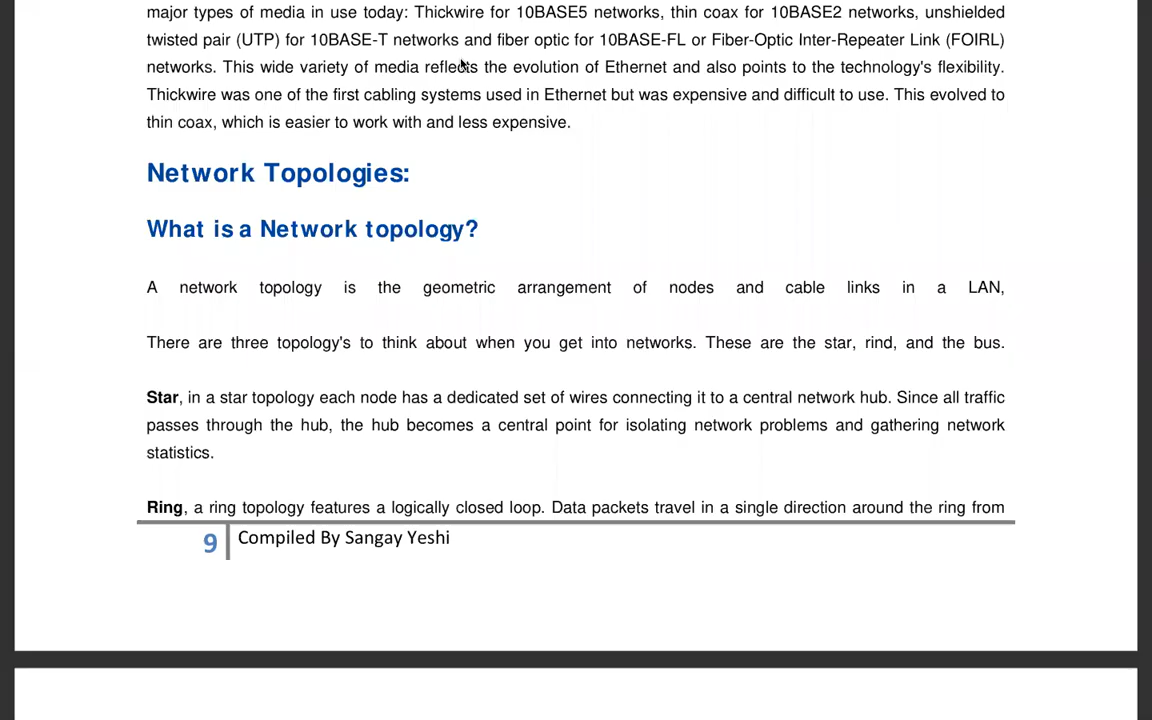 major types of media in use today: Thickwire for 10BASE5 networks, thin coax for 10BASE2 networks, unshielded
twisted pair (UTP) for 10BASE-T networks and fiber optic for 10BASE-FL or Fiber-Optic Inter-Repeater Link (FOIRL)
networks. This wide variety of media reflects the evolution of Ethernet and also points to the technology's flexibility.
Thickwire was one of the first cabling systems used in Ethernet but was expensive and difficult to use. This evolved to
thin coax, which is easier to work with and less expensive.
Network Topologies:
What is a Network topology?
A network topology is the geometric arrangement of nodes and cable links in a LAN,
There are three topology's to think about when you get into networks. These are the star, rind, and the bus.
Star, in a star topology each node has a dedicated set of wires connecting it to a central network hub. Since all traffic
passes through the hub, the hub becomes a central point for isolating network problems and gathering network
statistics.
Ring, a ring topology features a logically closed loop. Data packets travel in a single direction around the ring from
9 Compiled By Sangay Yeshi